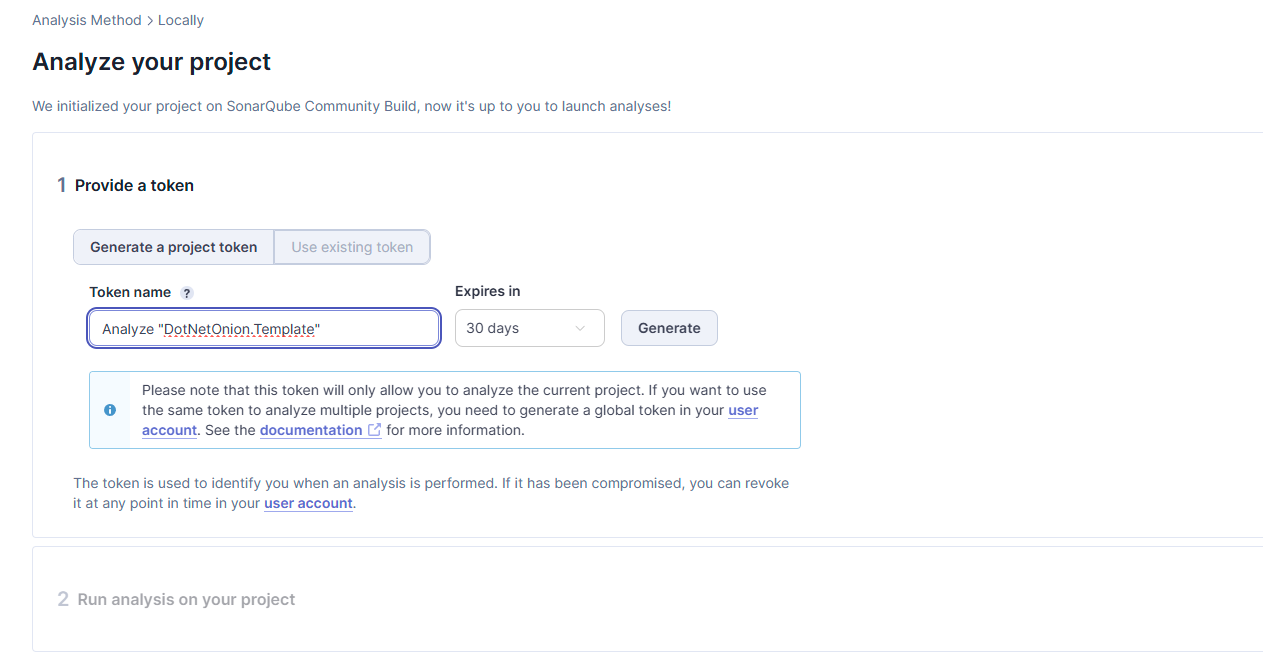 Analysis Method > Locally
Analyze your project
We initialized your project on SonarQube Community Build, now it's up to you to launch analyses!
1 Provide a token
Generate a project token Use existing token
Token name ? Expires in
Analyze "DotNetOnion.Template" 30 days Generate
Please note that this token will only allow you to analyze the current project. If you want to use
the same token to analyze multiple projects, you need to generate a global token in your user
account. See the documentation for more information.
The token is used to identify you when an analysis is performed. If it has been compromised, you can revoke
it at any point in time in your user account.
2 Run analysis on your project